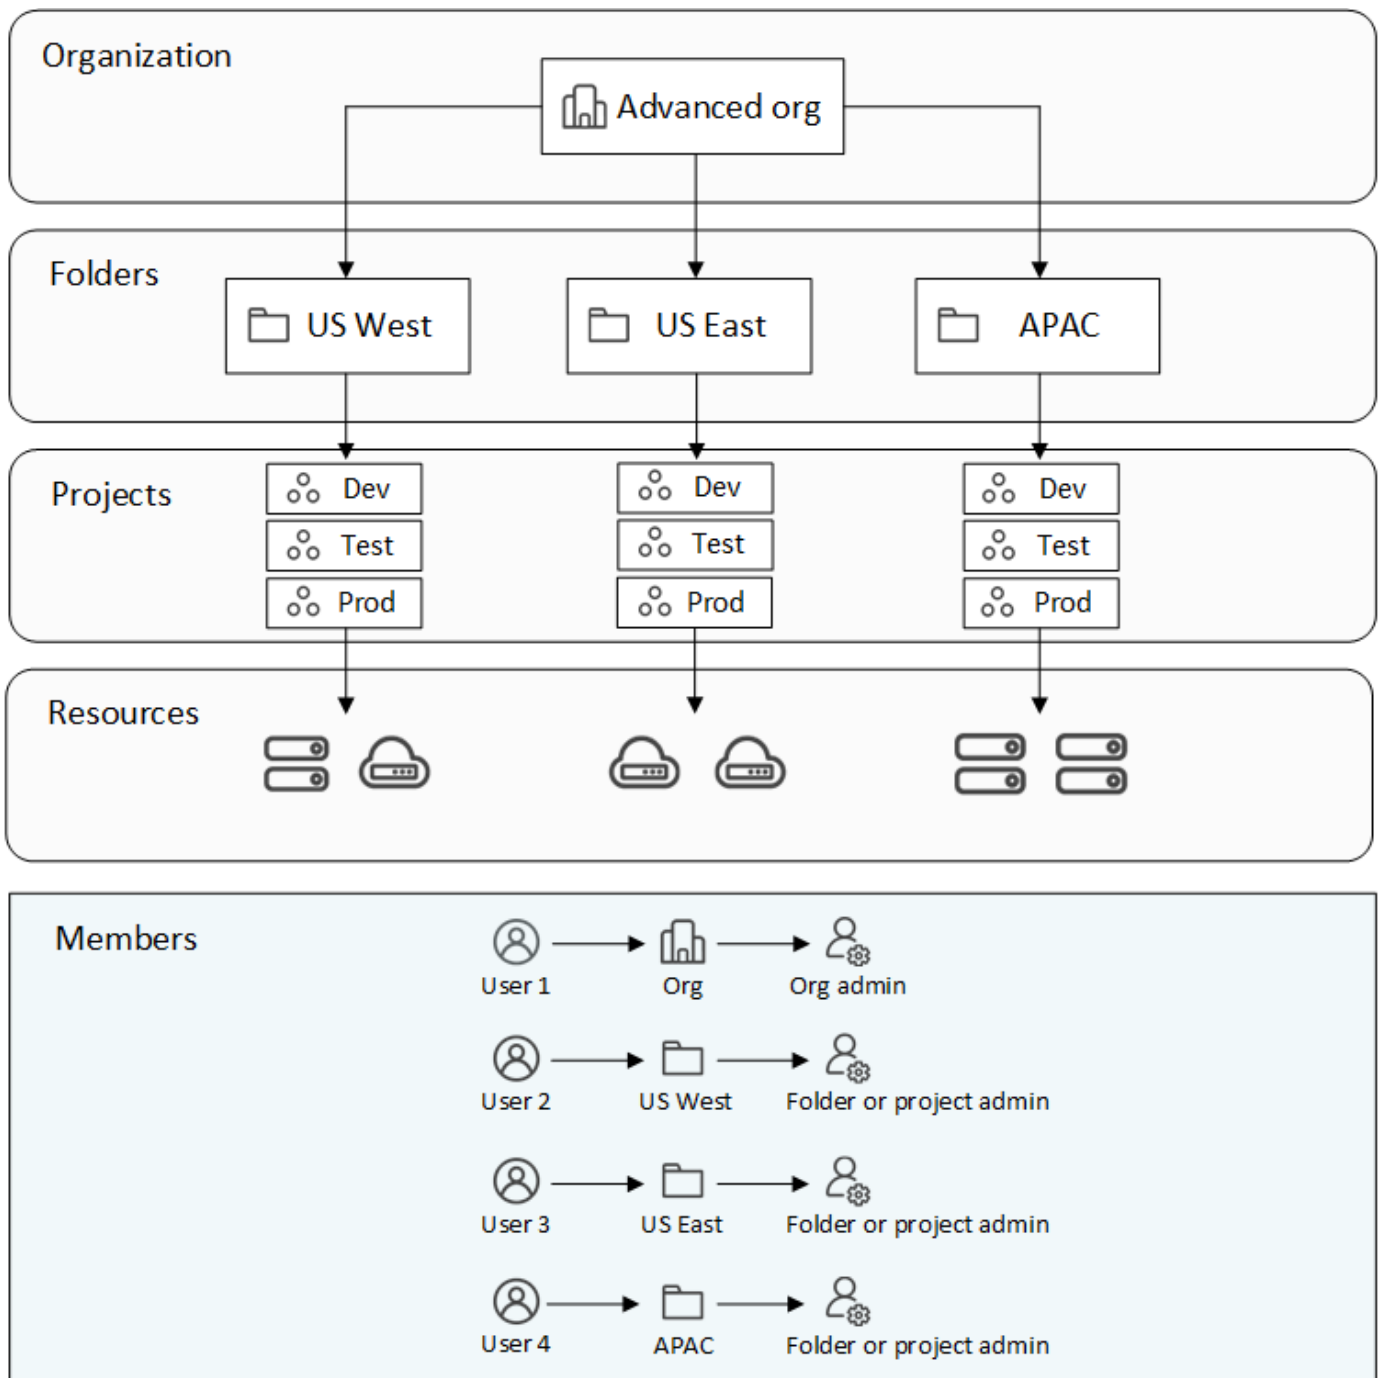 Organization
Advanced org
Folders
US West
US East
APAC
Projects
Dev
Dev
Dev
Test
Test
Test
Prod
Prod
Prod
Resources
Members
User 1
Org
Org admin
User 2
US West
Folder or project admin
User 3
US East
Folder or project admin
User 4
APAC
Folder or project admin